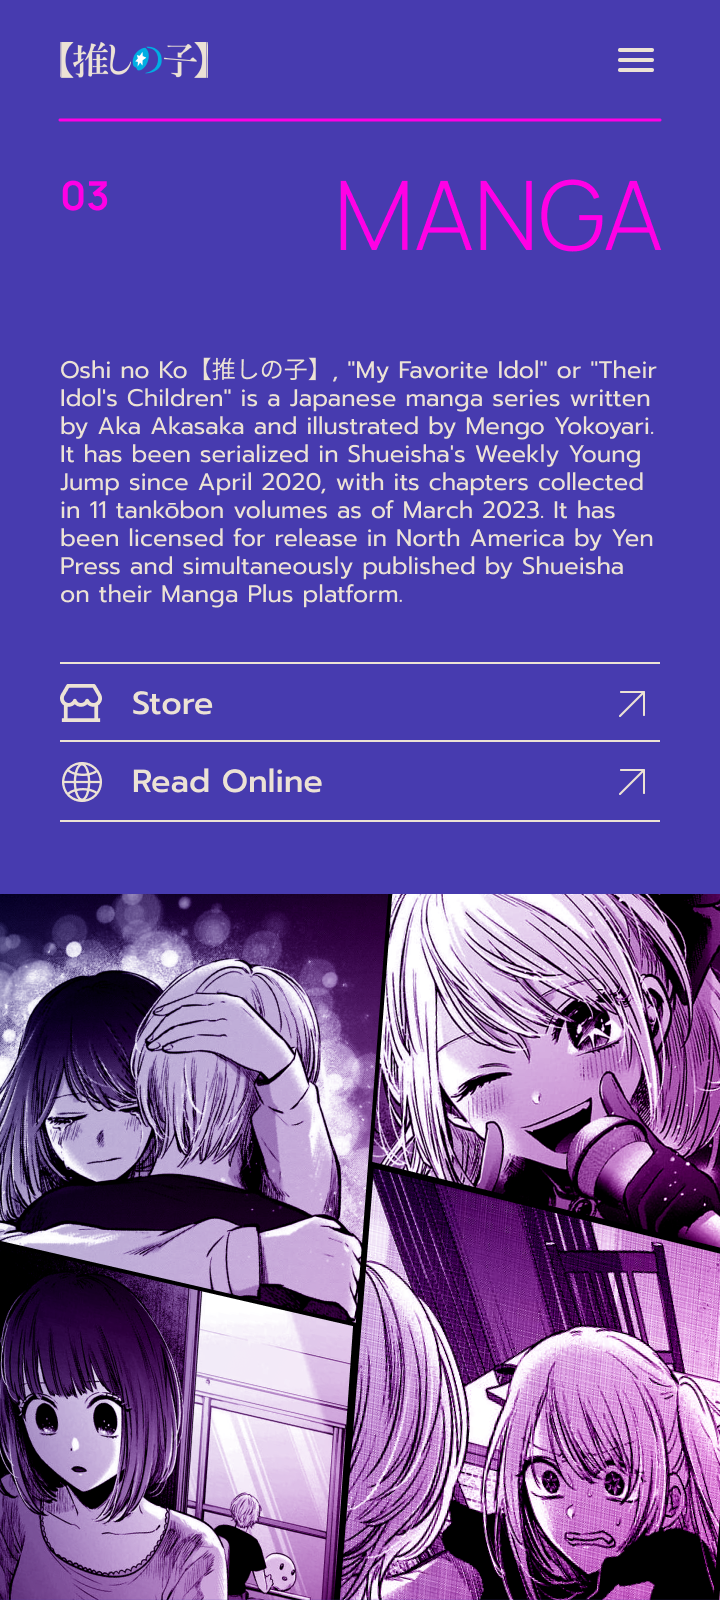 【推しの子】
03
MANGA
Oshi no Ko【推しの子】, "My Favorite Idol" or "Their
Idol's Children" is a Japanese manga series written
by Aka Akasaka and illustrated by Mengo Yokoyari.
It has been serialized in Shueisha's Weekly Young
Jump since April 2020, with its chapters collected
in 11 tankōbon volumes as of March 2023. It has
been licensed for release in North America by Yen
Press and simultaneously published by Shueisha
on their Manga Plus platform.
Store
Read Online